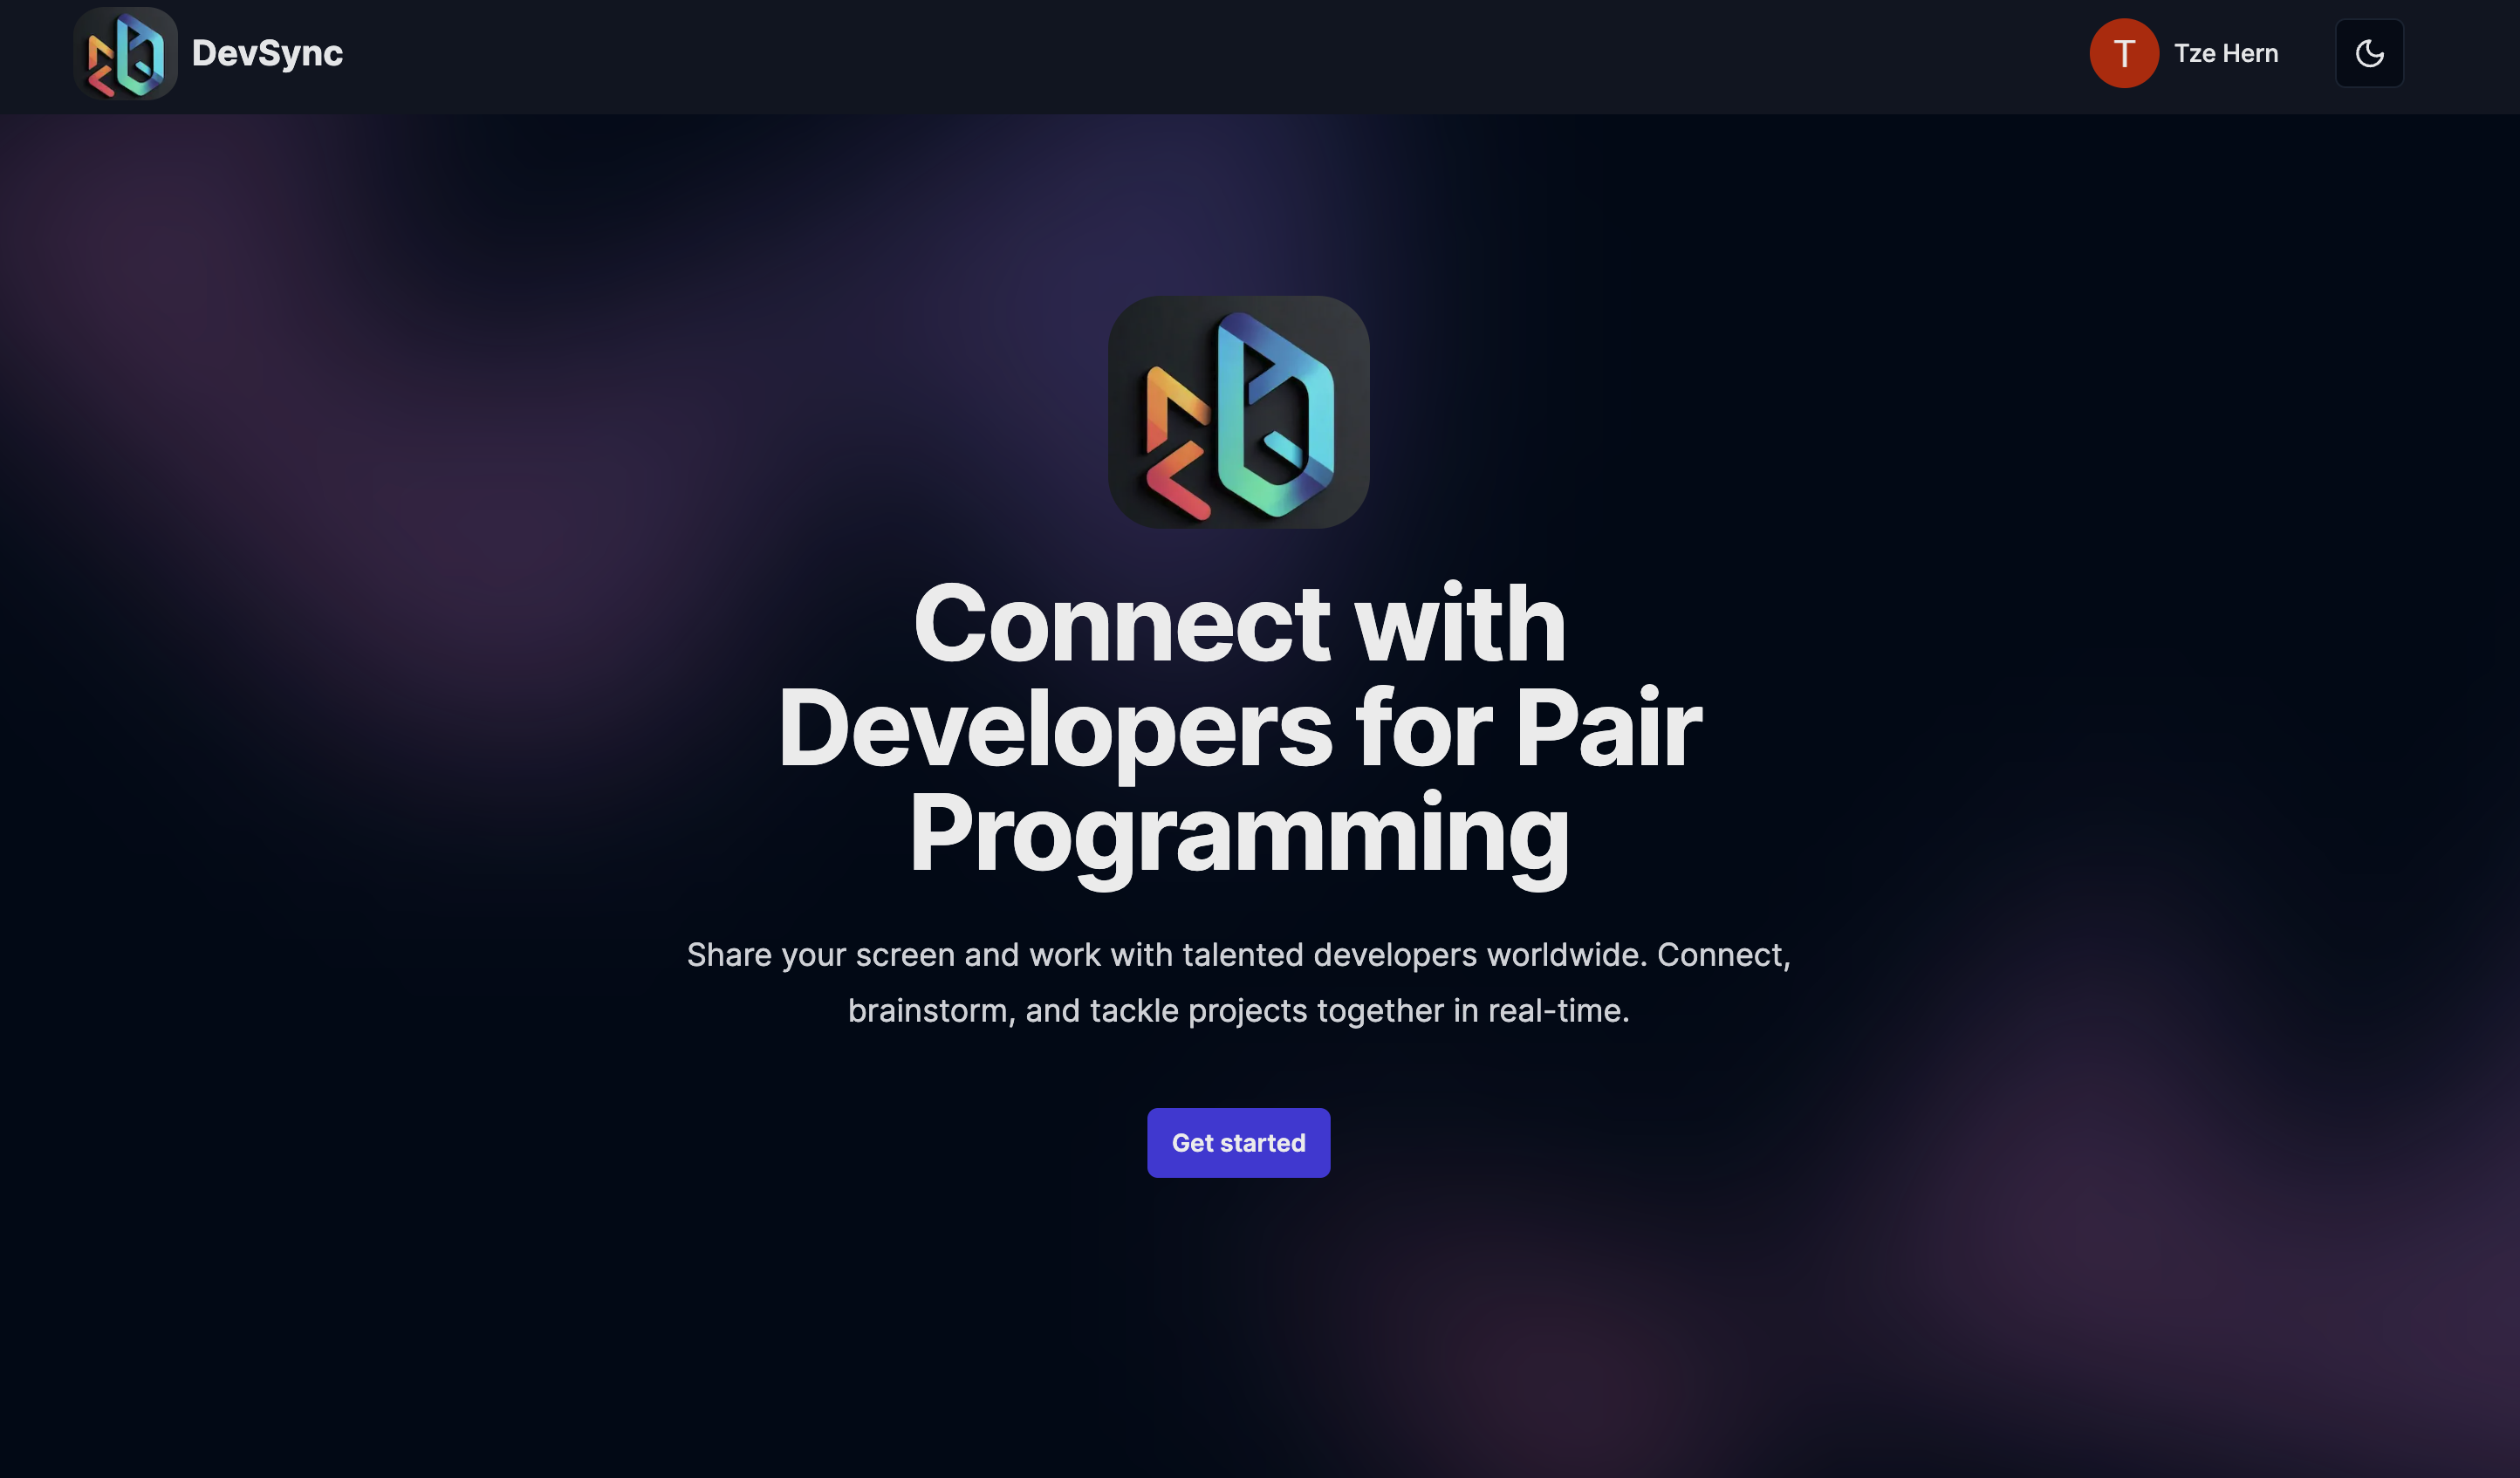 DevSync
T
Tze Hern
Connect with
Developers for Pair
Programming
Share your screen and work with talented developers worldwide. Connect,
brainstorm, and tackle projects together in real-time.
Get started